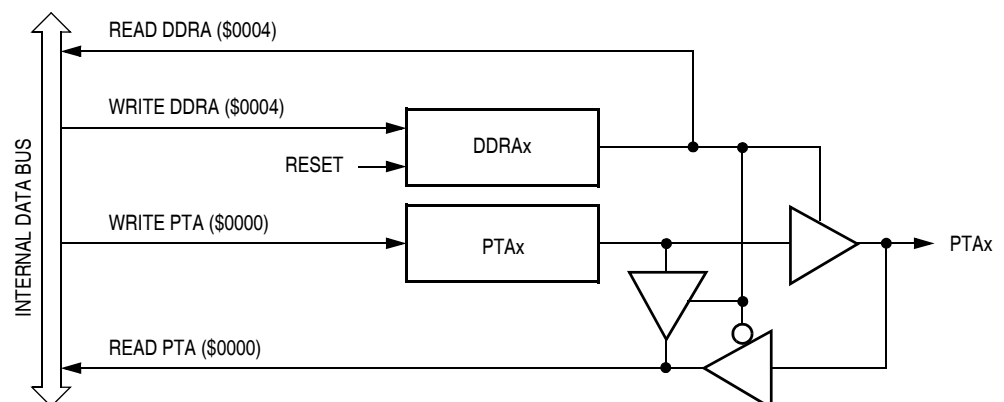 READ DDRA ($0004)
WRITE DDRA ($0004)
DDRAx
RESET
INTERNAL DATA BUS
WRITE PTA ($0000)
PTAx
PTAx
READ PTA ($0000)